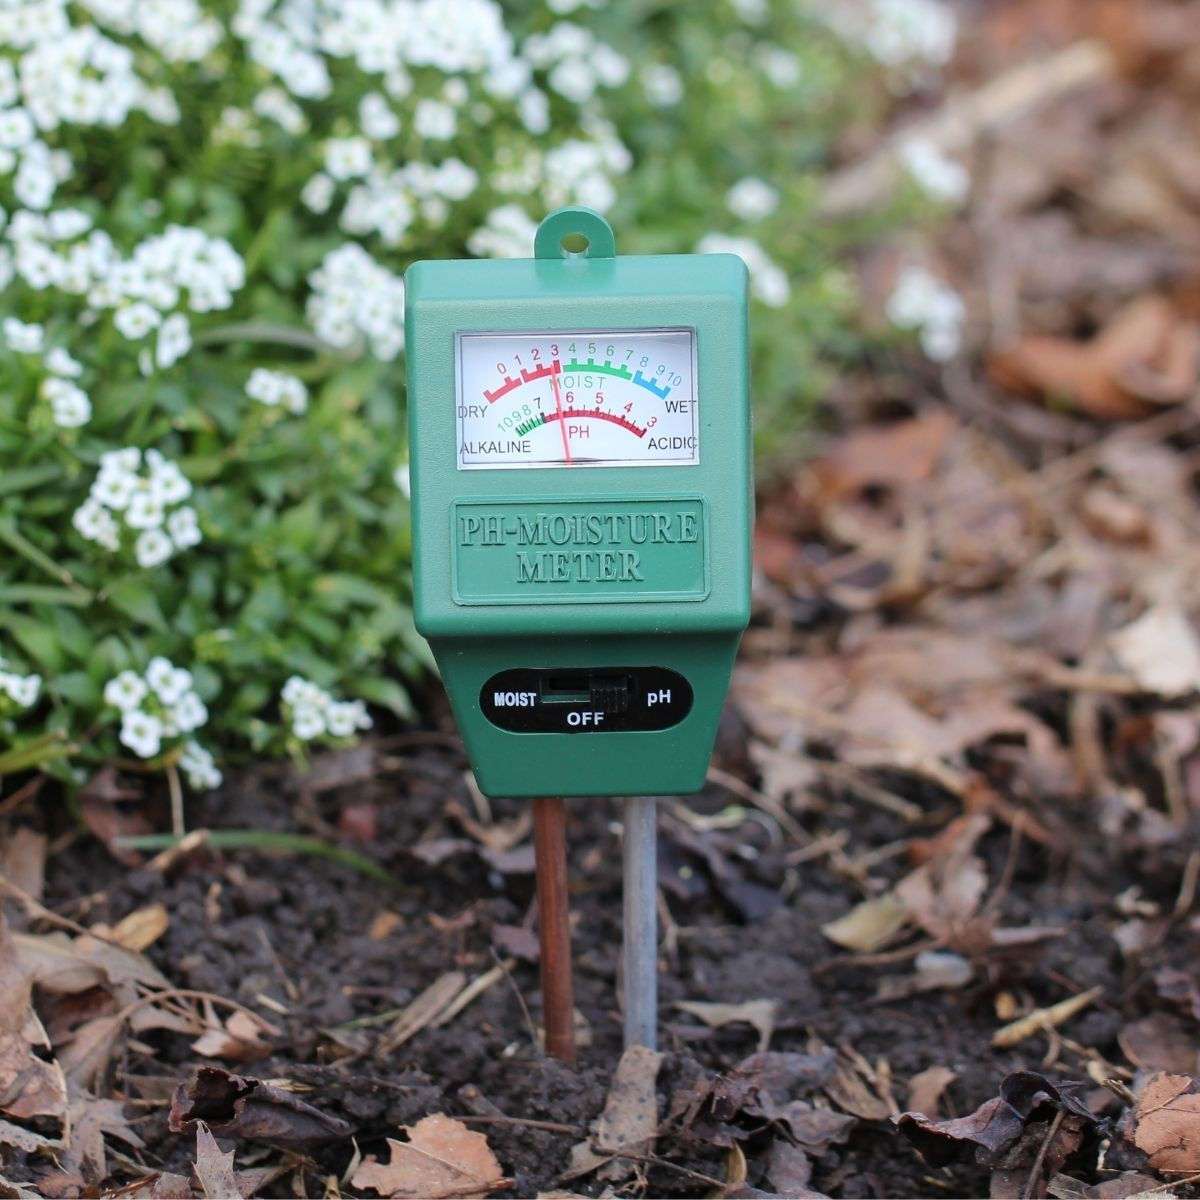 0 1 2 3 4 5 6 7 8 9 10
MOIST
DRY WET
10 9 8 7 6 5 4 3
PH
ALKALINE ACIDIC
PH-MOISTURE
METER
MOIST pH
OFF